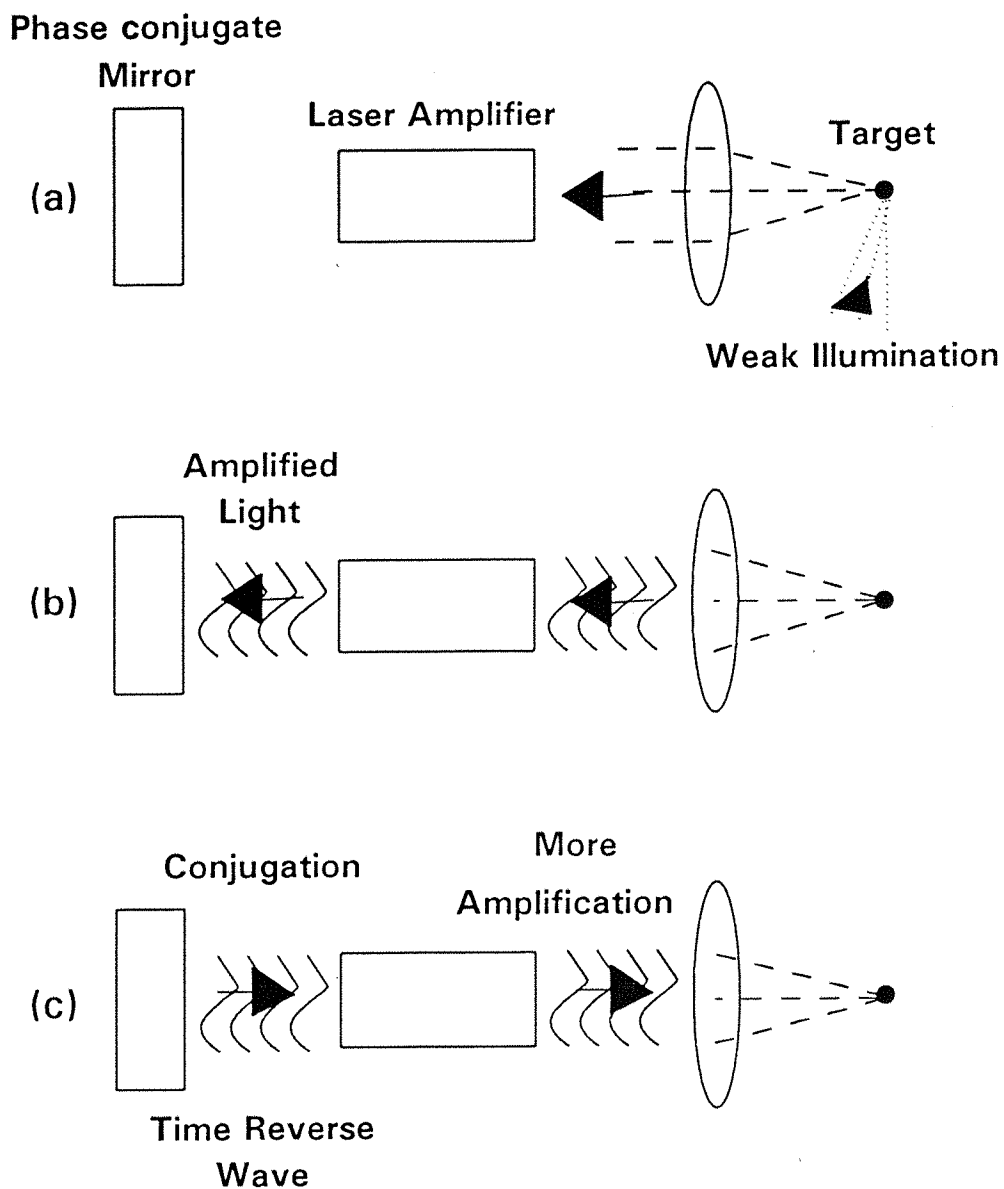 Phase conjugate
Mirror
Laser Amplifier
Target
(a)
Weak Illumination
Amplified
Light
(b)
More
Conjugation
Amplification
(c)
Time Reverse
Wave